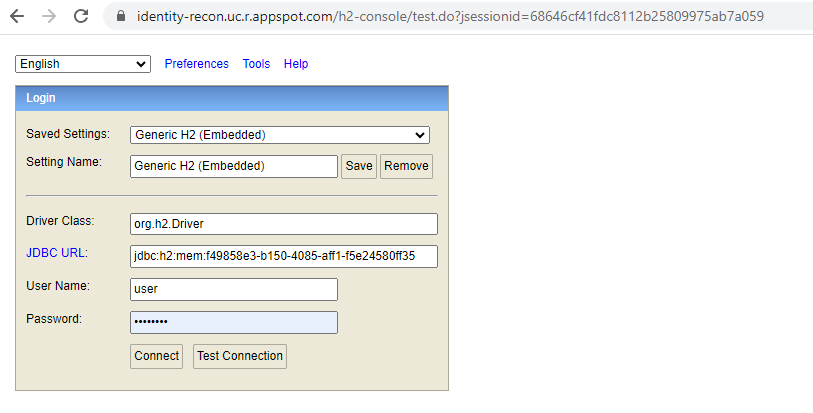 identity-recon.uc.r.appspot.com/h2-console/test.do?jsessionid=68646cf41fdc8112b25809975ab7a059
English Preferences Tools Help
Login
Saved Settings: Generic H2 (Embedded)
Setting Name: Generic H2 (Embedded) Save Remove
Driver Class: org.h2.Driver
JDBC URL: jdbc:h2:mem:f49858e3-b150-4085-aff1-f5e24580ff35
User Name: user
Password: ••••••••
Connect Test Connection